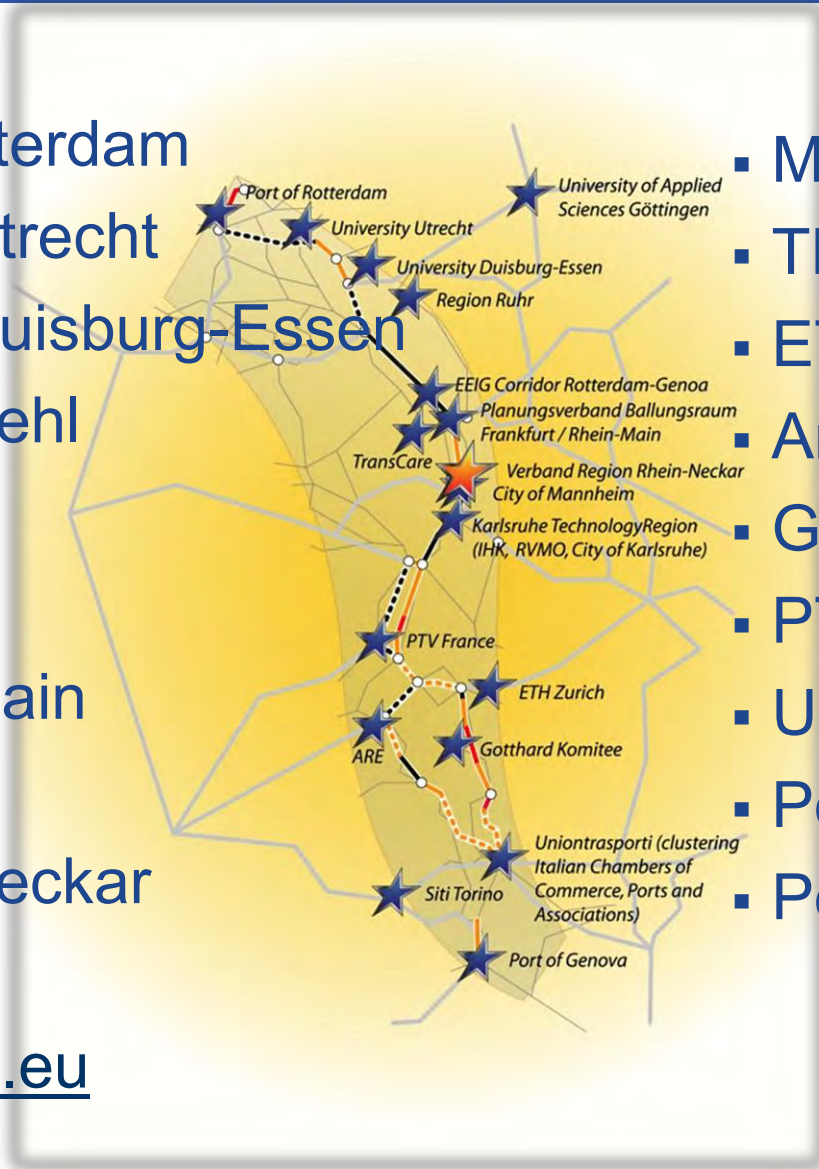 terdam
trecht
uisburg-Essen
ehl
ain
eckar
.eu
Port of Rotterdam
University Utrecht
University Duisburg-Essen
Region Ruhr
University of Applied
Sciences Göttingen
EEIG Corridor Rotterdam-Genoa
Planungsverband Ballungsraum
Frankfurt / Rhein-Main
TransCare
Verband Region Rhein-Neckar
City of Mannheim
Karlsruhe TechnologyRegion
(IHK, RVMO, City of Karlsruhe)
PTV France
ETH Zurich
ARE
Gotthard Komitee
Uniontrasporti (clustering
Italian Chambers of
Commerce, Ports and
Associations)
Siti Torino
Port of Genova
▪ M
▪ 
▪ 
▪ 
▪ G
▪ 
▪ U
▪ 
▪